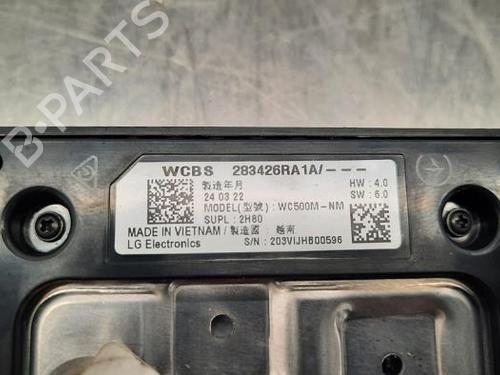 WCBS 283426RA1A/---
製造年月
24 03 22
HW : 4.0
SW : 6.0
MODEL(型號) : WC500M-NM
SUPL : 2H80
MADE IN VIETNAM / 製造國 : 越南
LG Electronics
S/N : 203VIJHB00596
B-PARTS